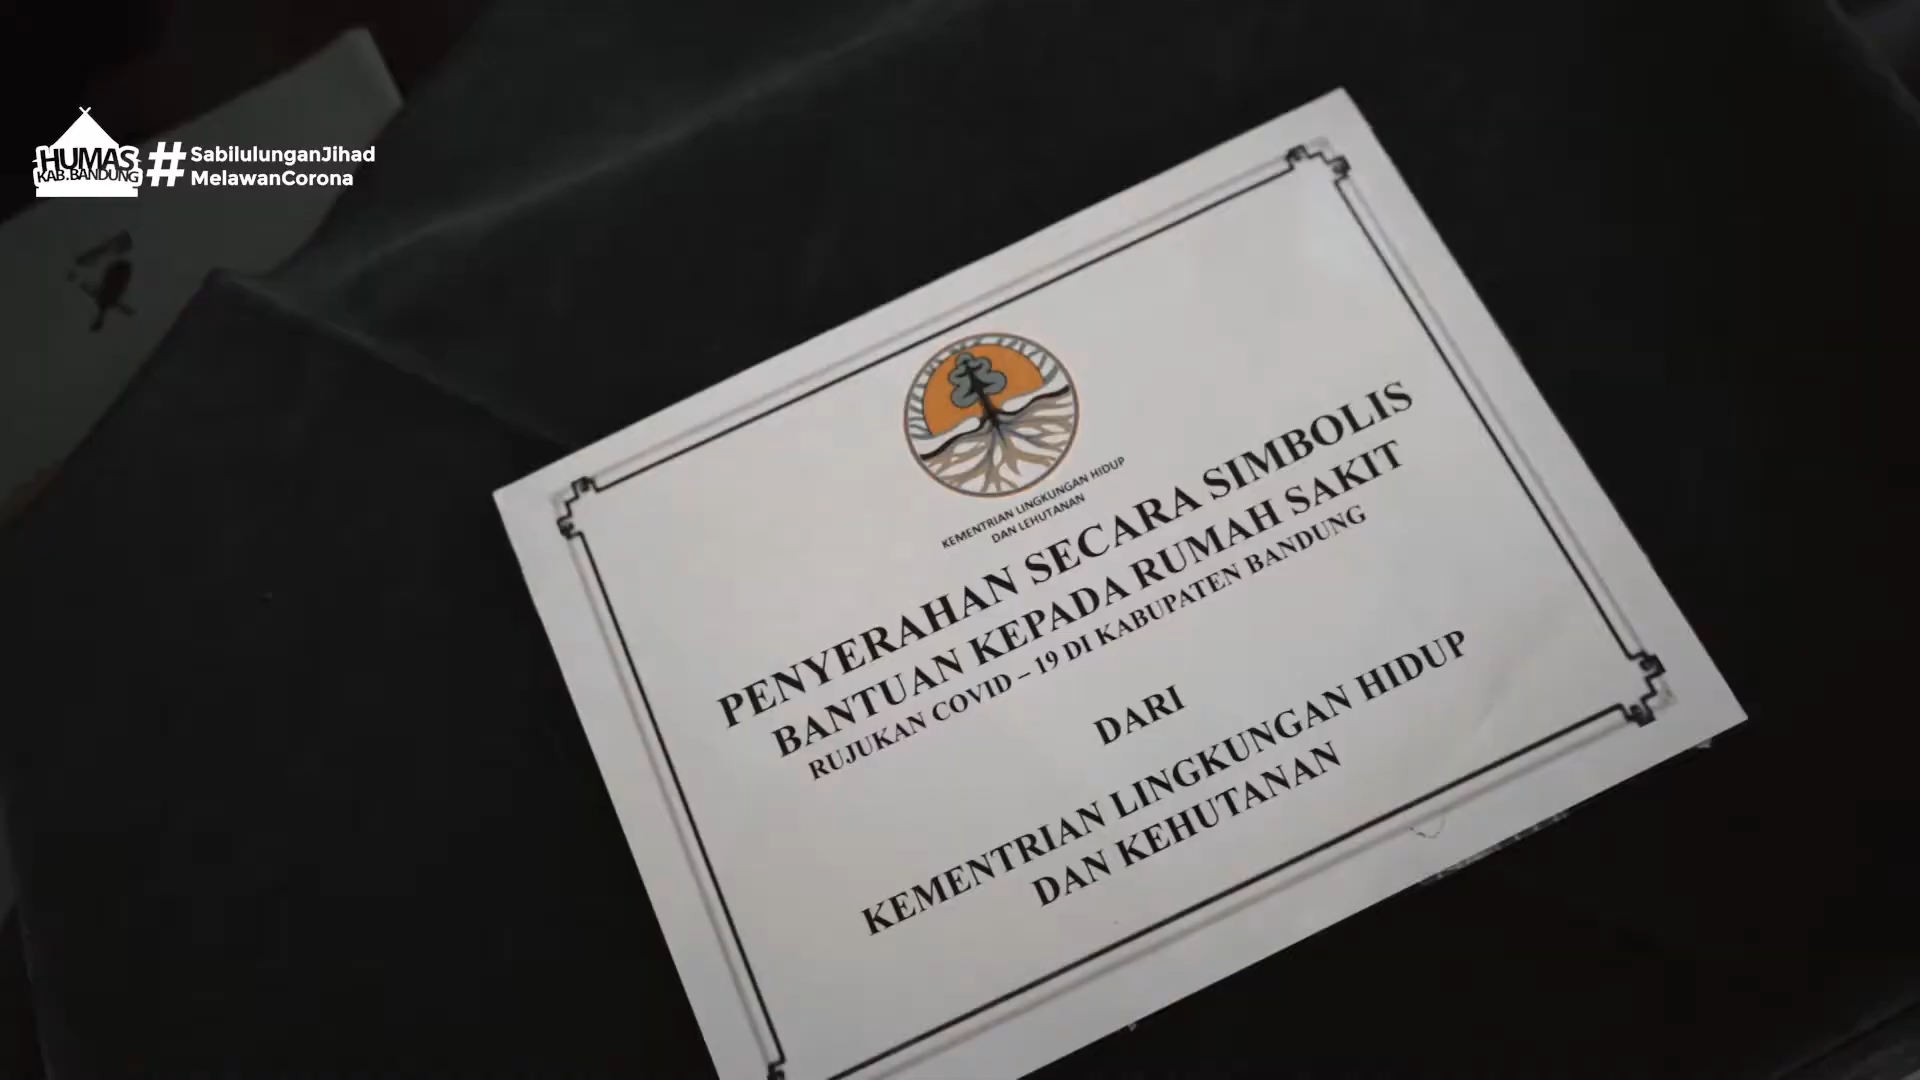 HUMAS
KAB.BANDUNG
# SabilulunganJihad
MelawanCorona
KEMENTRIAN LINGKUNGAN HIDUP
DAN LEHUTANAN
PENYERAHAN SECARA SIMBOLIS
BANTUAN KEPADA RUMAH SAKIT
RUJUKAN COVID – 19 DI KABUPATEN BANDUNG
DARI
KEMENTRIAN LINGKUNGAN HIDUP
DAN KEHUTANAN